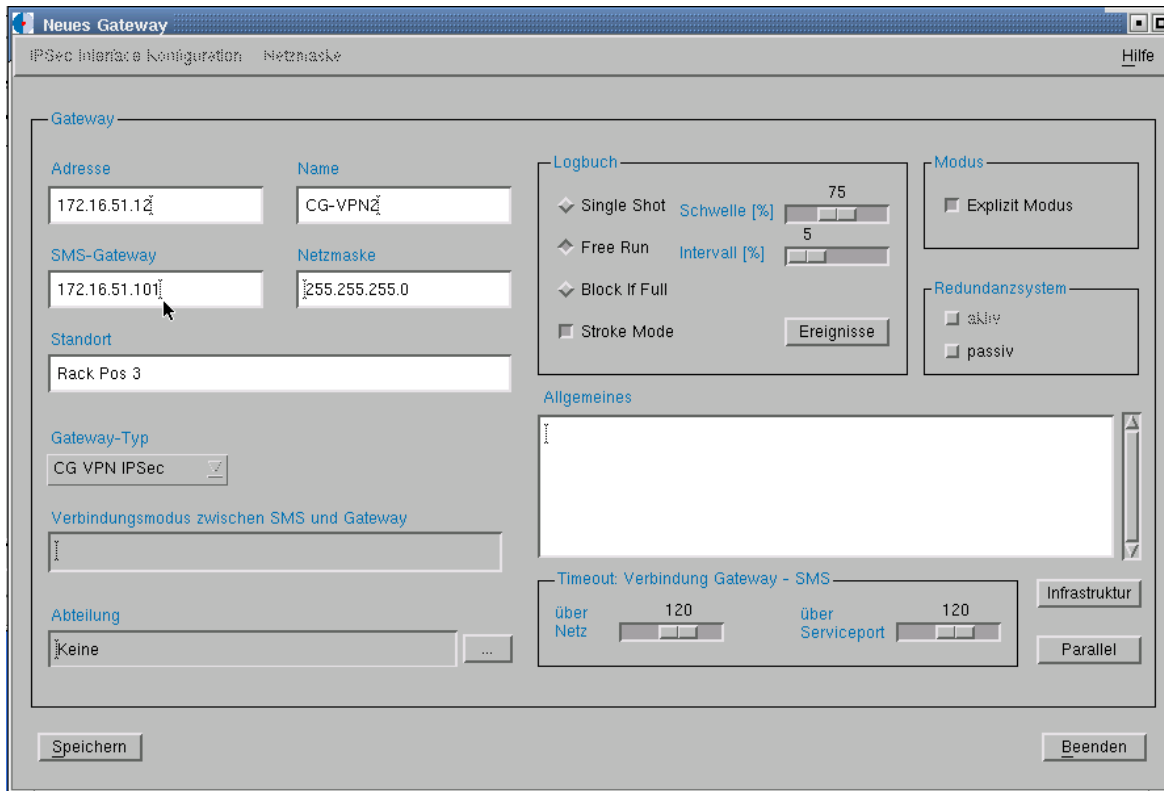 Neues Gateway
IPSec Interface Konfiguration Netzmaske Hilfe
Gateway
Adresse Name
172.16.51.12 CG-VPN2
SMS-Gateway Netzmaske
172.16.51.101 255.255.255.0
Standort
Rack Pos 3
Gateway-Typ
CG VPN IPSec
Verbindungsmodus zwischen SMS und Gateway
Abteilung
Keine ...
Logbuch
Single Shot Schwelle [%] 75
Free Run Intervall [%] 5
Block If Full
Stroke Mode Ereignisse
Modus
Explizit Modus
Redundanzsystem
aktiv
passiv
Allgemeines
Timeout: Verbindung Gateway - SMS
über Netz 120 über Serviceport 120
Infrastruktur
Parallel
Speichern Beenden